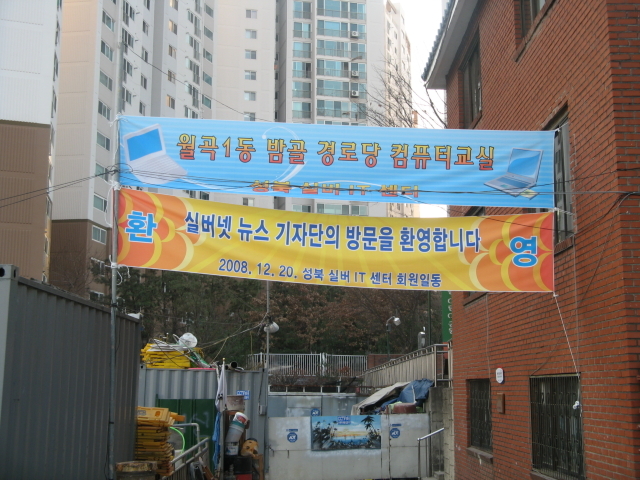 월곡1동 밤골 경로당 컴퓨터교실
성북 실버 IT 센터
환 실버넷 뉴스 기자단의 방문을 환영합니다 영
2008. 12. 20. 성북 실버 IT 센터 회원일동